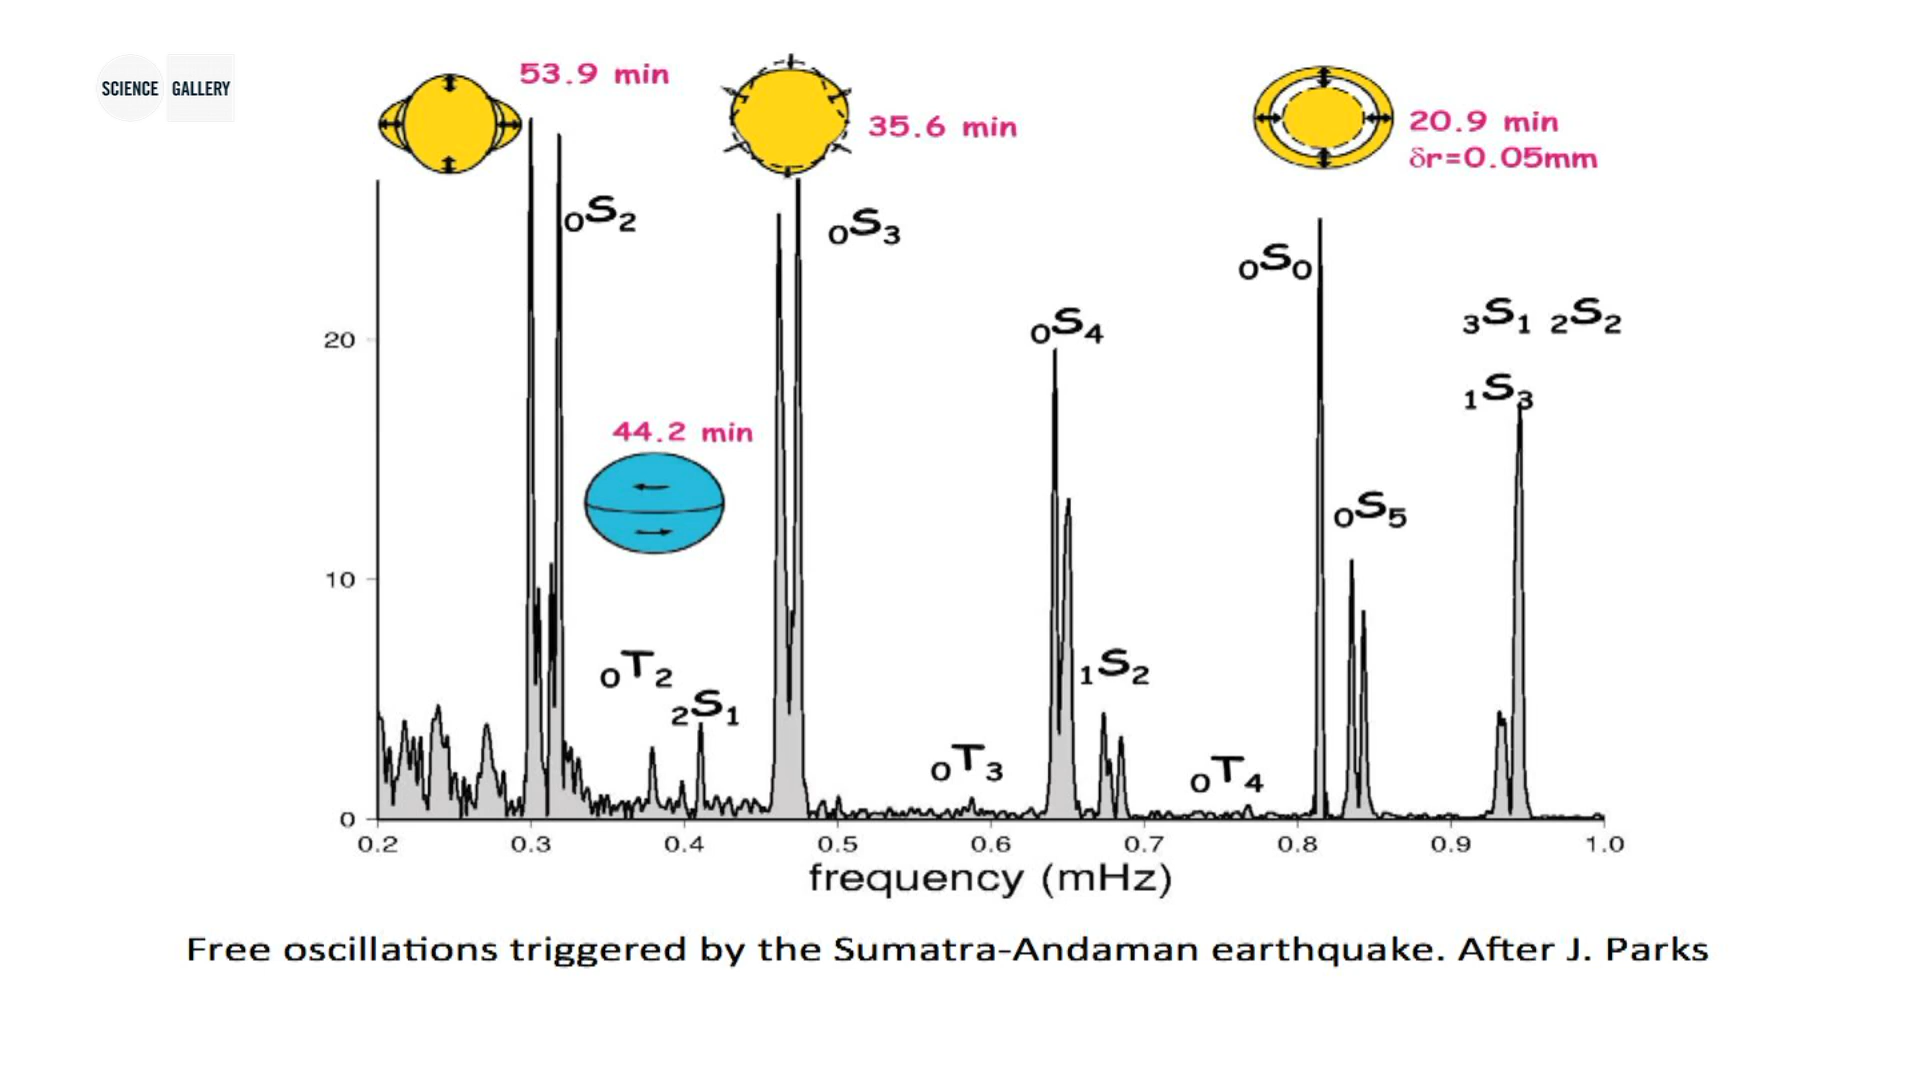 SCIENCE GALLERY
53.9 min
35.6 min
20.9 min
δr=0.05mm
0S2
0S3
0S0
0S4
3S1 2S2
1S3
20
44.2 min
0S5
10
0T2
2S1
1S2
0T3
0T4
0
0.2 0.3 0.4 0.5 0.6 0.7 0.8 0.9 1.0
frequency (mHz)
Free oscillations triggered by the Sumatra-Andaman earthquake. After J. Parks